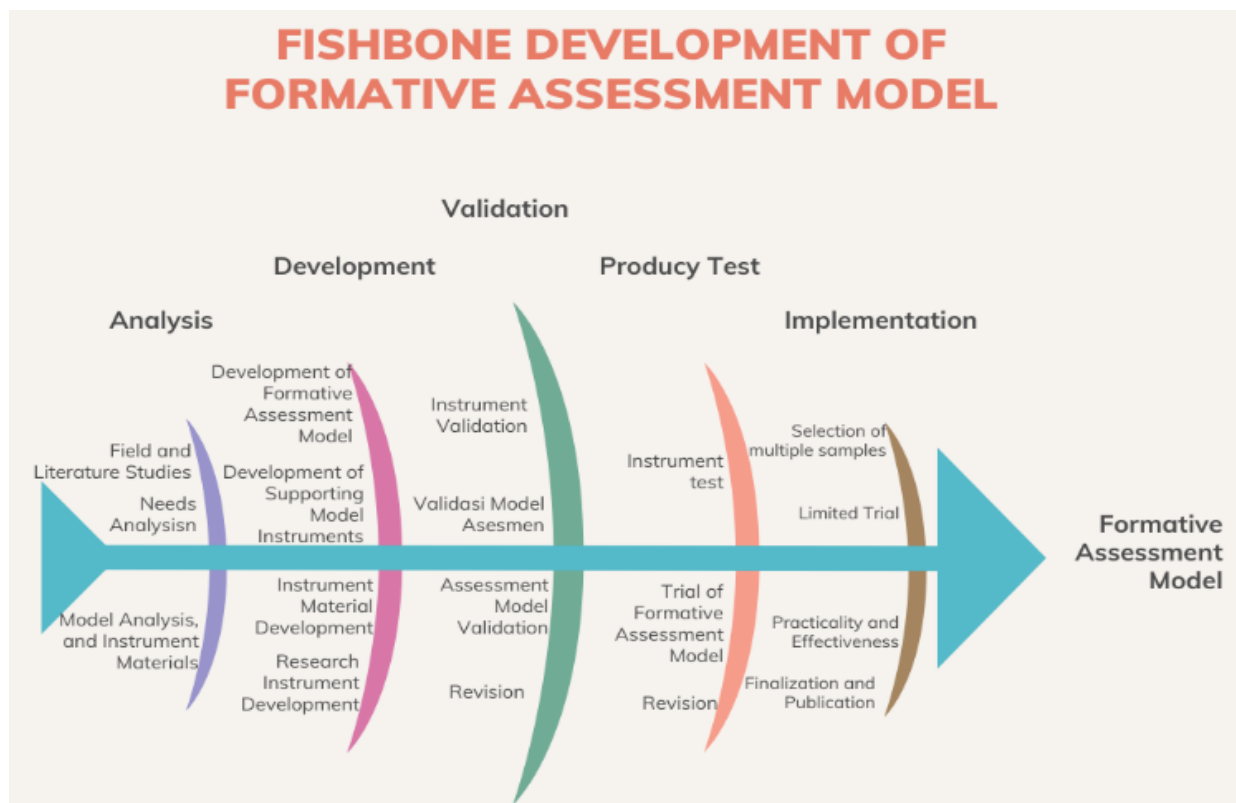 FISHBONE DEVELOPMENT OF
FORMATIVE ASSESSMENT MODEL
Validation
Development
Producy Test
Analysis
Implementation
Field and
Literature Studies
Needs
Analysisn
Model Analysis,
and Instrument
Materials
Development of
Formative
Assessment
Model
Development of
Supporting
Model
Instruments
Instrument
Material
Development
Research
Instrument
Development
Instrument
Validation
Validasi Model
Asesmen
Assessment
Model
Validation
Revision
Instrument
test
Trial of
Formative
Assessment
Model
Revision
Selection of
multiple samples
Limited Trial
Practicality and
Effectiveness
Finalization and
Publication
Formative
Assessment
Model